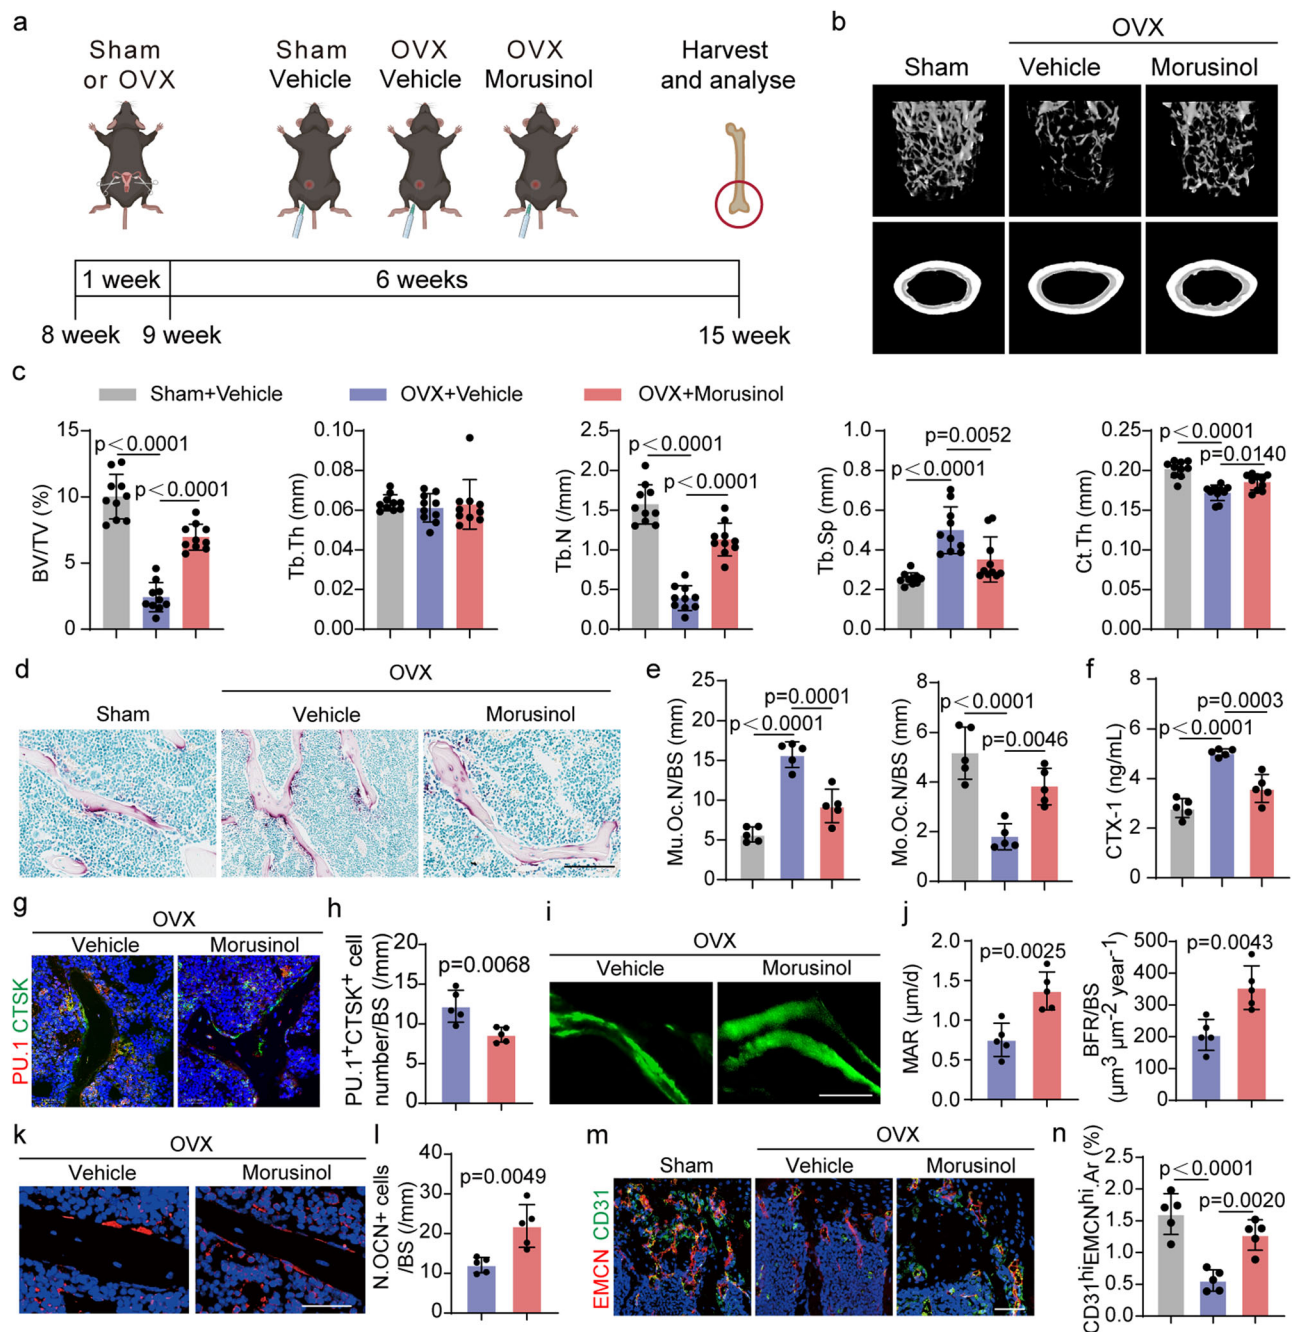 a
Sham
or OVX
Sham
Vehicle
OVX
Vehicle
OVX
Morusinol
Harvest
and analyse
1 week
6 weeks
8 week
9 week
15 week
b
OVX
Sham
Vehicle
Morusinol
c
Sham+Vehicle
OVX+Vehicle
OVX+Morusinol
BV/TV (%)
15
10
5
0
p<0.0001
p<0.0001
Tb.Th (mm)
0.10
0.08
0.06
0.04
0.02
0.00
Tb.N (/mm)
2.5
2.0
1.5
1.0
0.5
0.0
p<0.0001
p<0.0001
Tb.Sp (mm)
1.0
0.8
0.6
0.4
0.2
0.0
p=0.0052
p<0.0001
Ct.Th (mm)
0.25
0.20
0.15
0.10
0.05
0.00
p<0.0001
p=0.0140
d
OVX
Sham
Vehicle
Morusinol
e
Mu.Oc.N/BS (mm)
25
20
15
10
5
0
p=0.0001
p<0.0001
Mo.Oc.N/BS (mm)
8
6
4
2
0
p<0.0001
p=0.0046
f
CTX-1 (ng/mL)
8
6
4
2
0
p=0.0003
p<0.0001
g
OVX
Vehicle
Morusinol
PU.1 CTSK
h
PU.1+CTSK+ cell
number/BS (/mm)
20
15
10
5
0
p=0.0068
i
OVX
Vehicle
Morusinol
j
MAR (µm/d)
2.0
1.5
1.0
0.5
0.0
p=0.0025
BFR/BS
(µm³ µm⁻² year⁻¹)
500
400
300
200
100
0
p=0.0043
k
OVX
Vehicle
Morusinol
l
N.OCN+ cells
/BS (/mm)
40
30
20
10
0
p=0.0049
m
OVX
Sham
Vehicle
Morusinol
EMCN CD31
n
CD31hiEMCNhi.Ar (%)
2.5
2.0
1.5
1.0
0.5
0.0
p<0.0001
p=0.0020